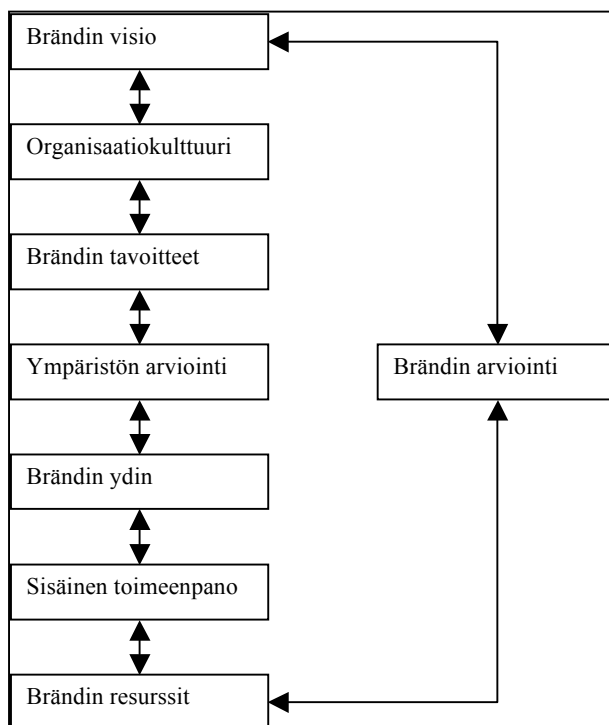 Brändin visio
Organisaatiokulttuuri
Brändin tavoitteet
Ympäristön arviointi
Brändin arviointi
Brändin ydin
Sisäinen toimeenpano
Brändin resurssit